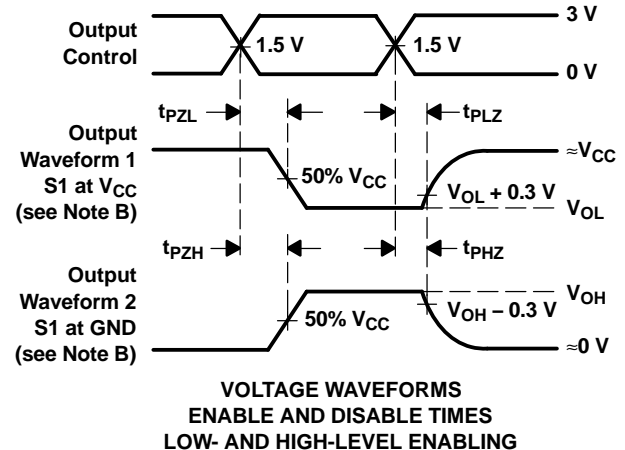 3 V
Output
Control
1.5 V
1.5 V
0 V
tPZL
tPLZ
Output
Waveform 1
S1 at VCC
(see Note B)
≈VCC
50% VCC
VOL + 0.3 V
VOL
tPZH
tPHZ
Output
Waveform 2
S1 at GND
(see Note B)
VOH
VOH − 0.3 V
50% VCC
≈0 V
VOLTAGE WAVEFORMS
ENABLE AND DISABLE TIMES
LOW- AND HIGH-LEVEL ENABLING